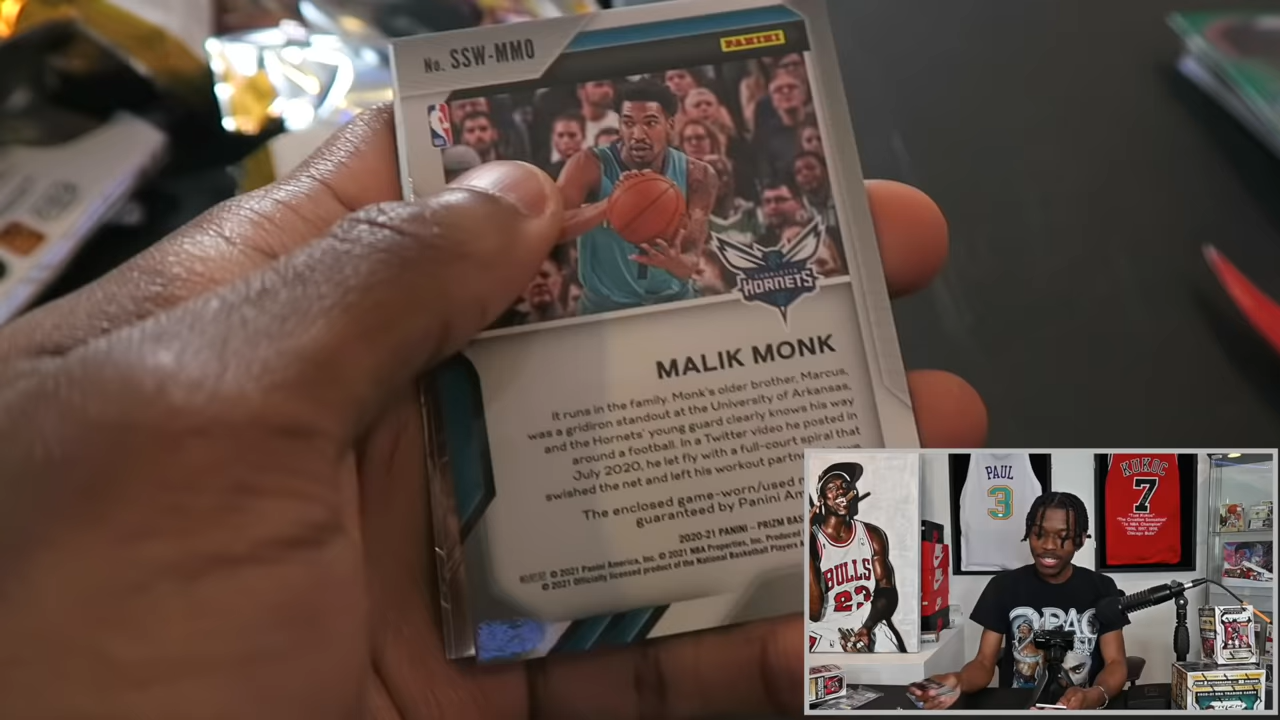 No. SSW-MMO
PANINI
CHARLOTTE
HORNETS
MALIK MONK
It runs in the family. Monk's older brother, Marcus,
was a gridiron standout at the University of Arkansas,
and the Hornets' young guard clearly knows his way
around a football. In a Twitter video he posted in
July 2020, he let fly with a full-court spiral that
swished the net and left his workout
The enclosed game-worn/used
guaranteed by Panini
2020-21 PANINI – PRIZM
© 2021 Panini America, Inc. © 2021 NBA Properties, Inc. Produced
© 2021 Officially licensed product of the National Basketball Players
PAUL
3
KUKOC
7
BULLS
23
2PAC